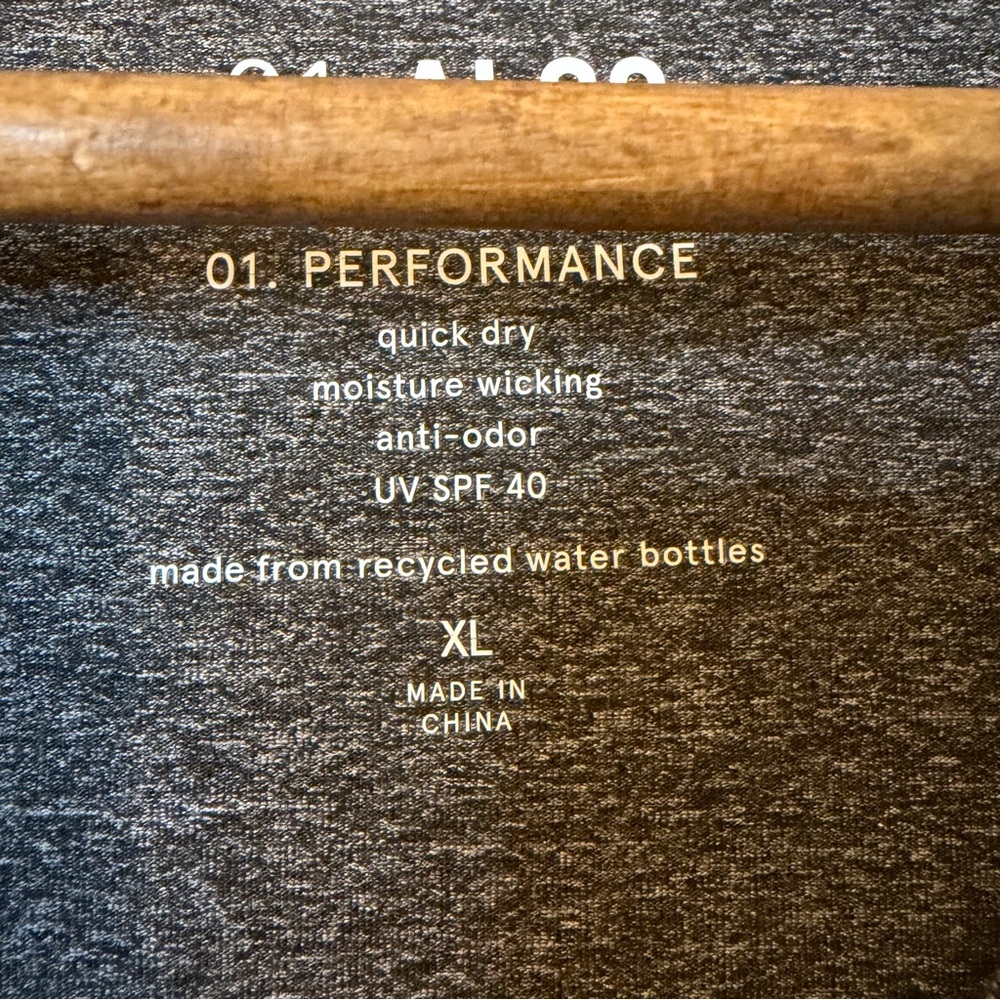 01. PERFORMANCE
quick dry
moisture wicking
anti-odor
UV SPF 40
made from recycled water bottles
XL
MADE IN
CHINA